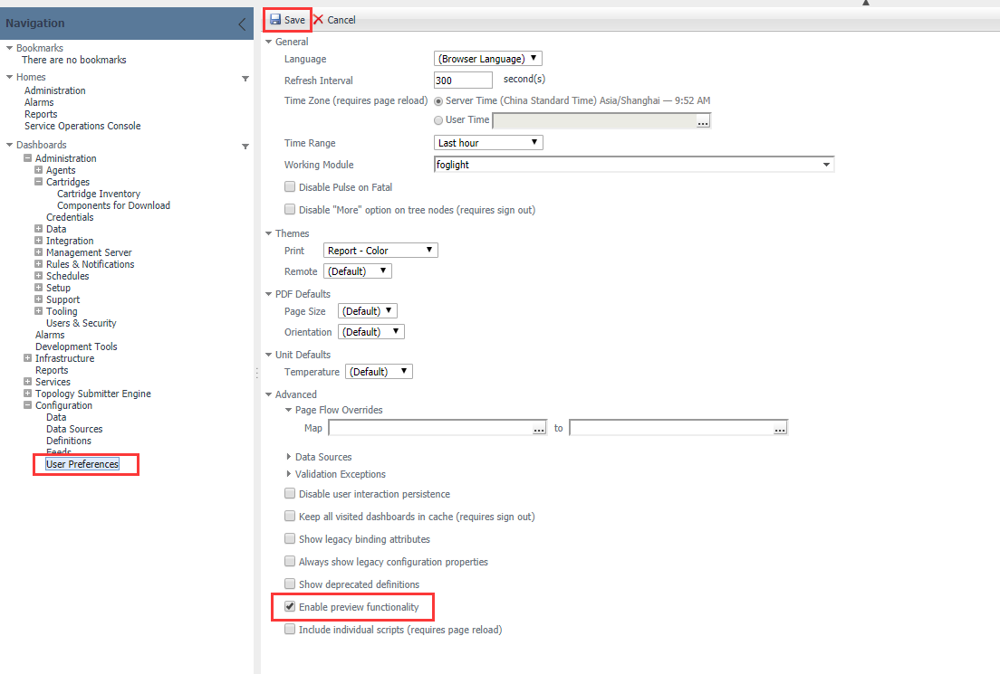 Navigation
Bookmarks
There are no bookmarks
Homes
Administration
Alarms
Reports
Service Operations Console
Dashboards
Administration
Agents
Cartridges
Cartridge Inventory
Components for Download
Credentials
Data
Integration
Management Server
Rules & Notifications
Schedules
Setup
Support
Tooling
Users & Security
Alarms
Development Tools
Infrastructure
Reports
Services
Topology Submitter Engine
Configuration
Data
Data Sources
Definitions
Feeds
User Preferences
Save Cancel
General
Language (Browser Language)
Refresh Interval 300 second(s)
Time Zone (requires page reload) Server Time (China Standard Time) Asia/Shanghai — 9:52 AM
User Time ...
Time Range Last hour
Working Module foglight
Disable Pulse on Fatal
Disable "More" option on tree nodes (requires sign out)
Themes
Print Report - Color
Remote (Default)
PDF Defaults
Page Size (Default)
Orientation (Default)
Unit Defaults
Temperature (Default)
Advanced
Page Flow Overrides
Map ... to ...
Data Sources
Validation Exceptions
Disable user interaction persistence
Keep all visited dashboards in cache (requires sign out)
Show legacy binding attributes
Always show legacy configuration properties
Show deprecated definitions
Enable preview functionality
Include individual scripts (requires page reload)